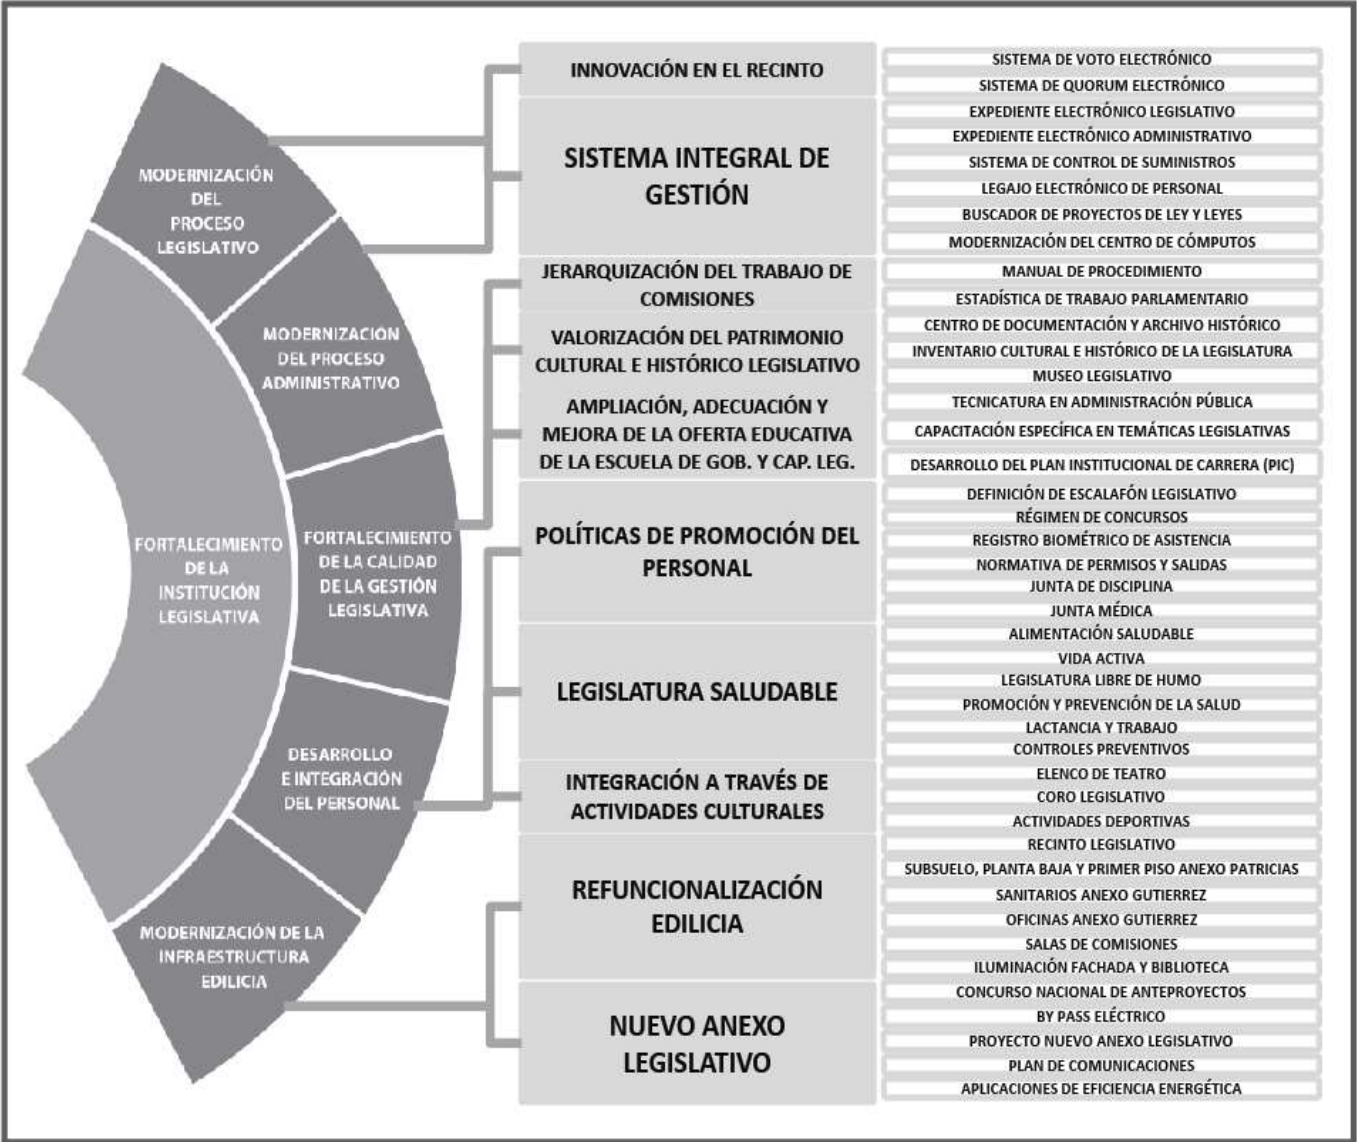 FORTALECIMIENTO
DE LA
INSTITUCIÓN
LEGISLATIVA
MODERNIZACIÓN
DEL
PROCESO
LEGISLATIVO
MODERNIZACIÓN
DEL PROCESO
ADMINISTRATIVO
FORTALECIMIENTO
DE LA CALIDAD
DE LA GESTIÓN
LEGISLATIVA
DESARROLLO
E INTEGRACIÓN
DEL PERSONAL
MODERNIZACIÓN DE LA
INFRAESTRUCTURA
EDILICIA
INNOVACIÓN EN EL RECINTO
SISTEMA INTEGRAL DE
GESTIÓN
JERARQUIZACIÓN DEL TRABAJO DE
COMISIONES
VALORIZACIÓN DEL PATRIMONIO
CULTURAL E HISTÓRICO LEGISLATIVO
AMPLIACIÓN, ADECUACIÓN Y
MEJORA DE LA OFERTA EDUCATIVA
DE LA ESCUELA DE GOB. Y CAP. LEG.
POLÍTICAS DE PROMOCIÓN DEL
PERSONAL
LEGISLATURA SALUDABLE
INTEGRACIÓN A TRAVÉS DE
ACTIVIDADES CULTURALES
REFUNCIONALIZACIÓN
EDILICIA
NUEVO ANEXO
LEGISLATIVO
SISTEMA DE VOTO ELECTRÓNICO
SISTEMA DE QUORUM ELECTRÓNICO
EXPEDIENTE ELECTRÓNICO LEGISLATIVO
EXPEDIENTE ELECTRÓNICO ADMINISTRATIVO
SISTEMA DE CONTROL DE SUMINISTROS
LEGAJO ELECTRÓNICO DE PERSONAL
BUSCADOR DE PROYECTOS DE LEY Y LEYES
MODERNIZACIÓN DEL CENTRO DE CÓMPUTOS
MANUAL DE PROCEDIMIENTO
ESTADÍSTICA DE TRABAJO PARLAMENTARIO
CENTRO DE DOCUMENTACIÓN Y ARCHIVO HISTÓRICO
INVENTARIO CULTURAL E HISTÓRICO DE LA LEGISLATURA
MUSEO LEGISLATIVO
TECNICATURA EN ADMINISTRACIÓN PÚBLICA
CAPACITACIÓN ESPECÍFICA EN TEMÁTICAS LEGISLATIVAS
DESARROLLO DEL PLAN INSTITUCIONAL DE CARRERA (PIC)
DEFINICIÓN DE ESCALAFÓN LEGISLATIVO
RÉGIMEN DE CONCURSOS
REGISTRO BIOMÉTRICO DE ASISTENCIA
NORMATIVA DE PERMISOS Y SALIDAS
JUNTA DE DISCIPLINA
JUNTA MÉDICA
ALIMENTACIÓN SALUDABLE
VIDA ACTIVA
LEGISLATURA LIBRE DE HUMO
PROMOCIÓN Y PREVENCIÓN DE LA SALUD
LACTANCIA Y TRABAJO
CONTROLES PREVENTIVOS
ELENCO DE TEATRO
CORO LEGISLATIVO
ACTIVIDADES DEPORTIVAS
RECINTO LEGISLATIVO
SUBSUELO, PLANTA BAJA Y PRIMER PISO ANEXO PATRICIAS
SANITARIOS ANEXO GUTIERREZ
OFICINAS ANEXO GUTIERREZ
SALAS DE COMISIONES
ILUMINACIÓN FACHADA Y BIBLIOTECA
CONCURSO NACIONAL DE ANTEPROYECTOS
BY PASS ELÉCTRICO
PROYECTO NUEVO ANEXO LEGISLATIVO
PLAN DE COMUNICACIONES
APLICACIONES DE EFICIENCIA ENERGÉTICA